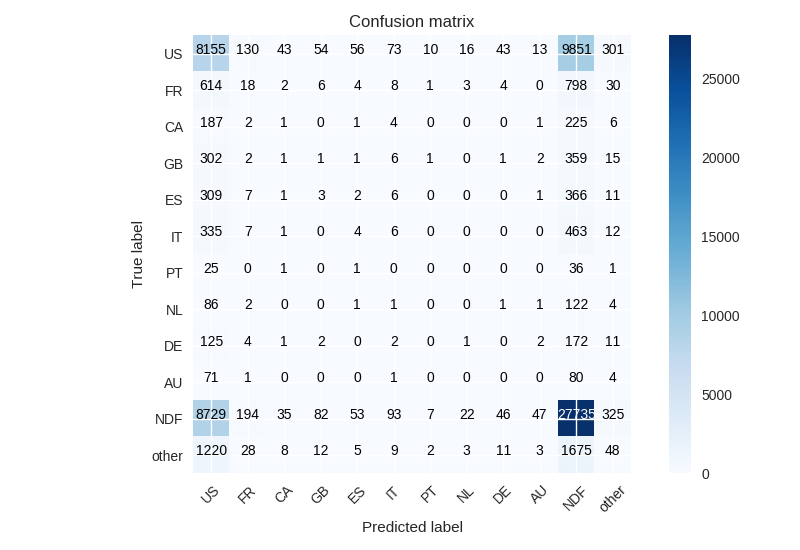 Confusion matrix
US 8155 130 43 54 56 73 10 16 43 13 9851 301
FR 614 18 2 6 4 8 1 3 4 0 798 30
CA 187 2 1 0 1 4 0 0 0 1 225 6
GB 302 2 1 1 1 6 1 0 1 2 359 15
ES 309 7 1 3 2 6 0 0 0 1 366 11
IT 335 7 1 0 4 6 0 0 0 0 463 12
PT 25 0 1 0 1 0 0 0 0 0 36 1
NL 86 2 0 0 1 1 0 0 1 1 122 4
DE 125 4 1 2 0 2 0 1 0 2 172 11
AU 71 1 0 0 0 1 0 0 0 0 80 4
NDF 8729 194 35 82 53 93 7 22 46 47 27735 325
other 1220 28 8 12 5 9 2 3 11 3 1675 48
US FR CA GB ES IT PT NL DE AU NDF other
True label
Predicted label
25000
20000
15000
10000
5000
0